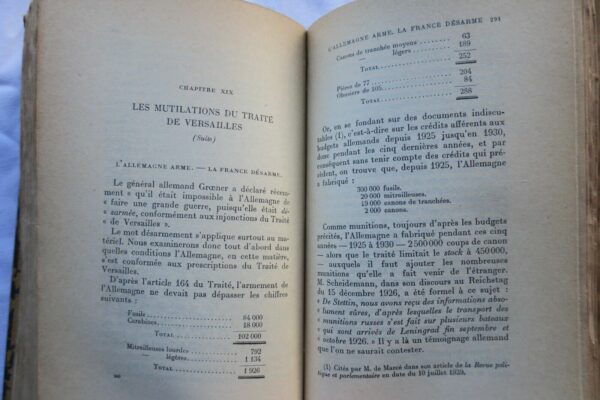 CHAPITRE XIX
LES MUTILATIONS DU TRAITÉ
DE VERSAILLES
(Suite)
L'ALLEMAGNE ARME. — LA FRANCE DÉSARME.
Le général allemand Grœner a déclaré récem-
ment « qu'il était impossible à l'Allemagne de
« faire une grande guerre, puisqu'elle était dé-
« sarmée, conformément aux injonctions du Traité
« de Versailles ».
Le mot désarmement s'applique surtout au ma-
tériel. Nous examinerons donc tout d'abord dans
quelles conditions l'Allemagne, en cette matière,
s'est conformée aux prescriptions du Traité de
Versailles.
D'après l'article 164 du Traité, l'armement de
l'Allemagne ne devait pas dépasser les chiffres
suivants :
Fusils 84 000
Carabines 18 000
TOTAL 102 000
Mitrailleuses lourdes 792
— légères 1 134
TOTAL 1 926
L'ALLEMAGNE ARME, LA FRANCE DÉSARME 291
Canons de tranchée moyens 63
— légers 189
TOTAL 252
Pièces de 77 204
Obusiers de 105 84
TOTAL 288
Or, en se fondant sur des documents indiscu-
tables (1), c'est-à-dire sur les crédits afférents aux
budgets allemands depuis 1925 jusqu'en 1930,
donc pendant les cinq dernières années, et par
conséquent sans tenir compte des crédits qui pré-
cèdent, on trouve que, depuis 1925, l'Allemagne
a fabriqué :
300 000 fusils.
20 000 mitrailleuses.
19 000 canons de tranchées.
2 000 canons.
Comme munitions, toujours d'après les budgets
précités, l'Allemagne a fabriqué pendant ces cinq
années — 1925 à 1930 — 2 500 000 coups de canon
— alors que le traité limitait le stock à 450 000,
— auxquels il faut ajouter les nombreuses
munitions qu'elle a fait venir de l'étranger.
M. Scheidemann, dans son discours au Reichstag
du 15 décembre 1926, a été formel à ce sujet :
« De Stettin, nous avons reçu des informations abso-
« lument sûres, d'après lesquelles le transport des
« munitions russes s'est fait sur plusieurs bateaux
« qui sont arrivés de Leningrad fin septembre et
« octobre 1926. » Il y a là un témoignage allemand
que l'on ne saurait contester.
(1) Cités par M. de Marcé dans son article de la Revue poli-
tique et parlementaire en date du 10 juillet 1929.